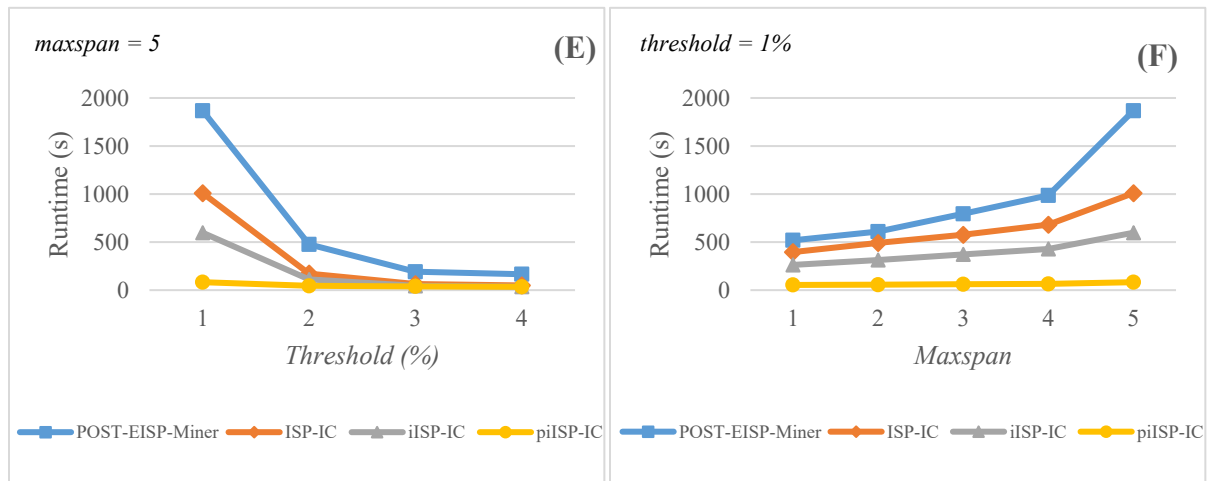 maxspan = 5
(E)
2000
1500
1000
500
0
Runtime (s)
1 2 3 4
Threshold (%)
POST-EISP-Miner ISP-IC iISP-IC piISP-IC
threshold = 1%
(F)
2000
1500
1000
500
0
Runtime (s)
1 2 3 4 5
Maxspan
POST-EISP-Miner ISP-IC iISP-IC piISP-IC